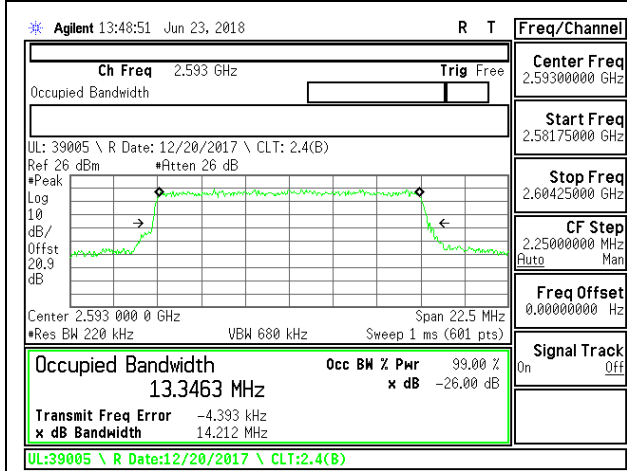 Agilent 13:48:51 Jun 23, 2018 R T
Ch Freq 2.593 GHz Trig Free
Occupied Bandwidth
UL: 39005 \ R Date: 12/20/2017 \ CLT: 2.4(B)
Ref 26 dBm #Atten 26 dB
#Peak
Log
10
dB/
Offst
20.9
dB
Center 2.593 000 0 GHz Span 22.5 MHz
#Res BW 220 kHz VBW 680 kHz Sweep 1 ms (601 pts)
Occupied Bandwidth Occ BW % Pwr 99.00 %
13.3463 MHz x dB -26.00 dB
Transmit Freq Error -4.393 kHz
x dB Bandwidth 14.212 MHz
UL:39005 \ R Date:12/20/2017 \ CLT:2.4(B)
Freq/Channel
Center Freq
2.59300000 GHz
Start Freq
2.58175000 GHz
Stop Freq
2.60425000 GHz
CF Step
2.25000000 MHz
Auto Man
Freq Offset
0.00000000 Hz
Signal Track
On Off